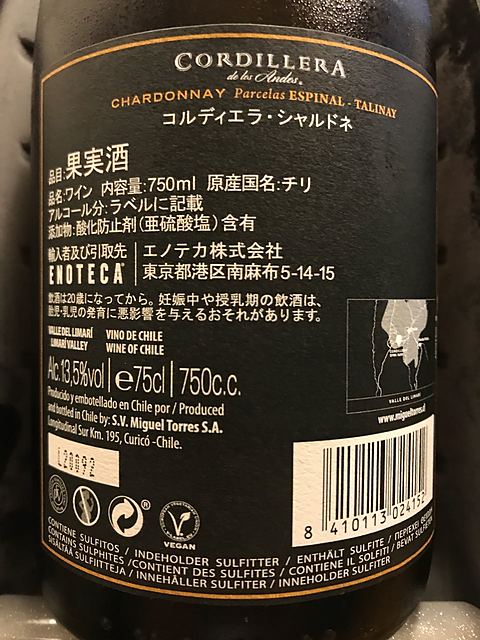 CORDILLERA
de los Andes®
CHARDONNAY Parcelas ESPINAL - TALINAY
コルディエラ・シャルドネ
品目:果実酒
品名:ワイン 内容量:750ml 原産国名:チリ
アルコール分:ラベルに記載
添加物:酸化防止剤(亜硫酸塩)含有
輸入者及び引取先 エノテカ株式会社
ENOTECA 東京都港区南麻布5-14-15
飲酒は20歳になってから。妊娠中や授乳期の飲酒は、
胎児・乳児の発育に悪影響を与えるおそれがあります。
VALLE DEL LIMARÍ VINO DE CHILE
LIMARÍ VALLEY WINE OF CHILE
Alc.13,5%vol e75cl 750c.c.
Producido y embotellado en Chile por / Produced
and bottled in Chile by: S.V. Miguel Torres S.A.
Longitudinal Sur Km. 195, Curicó -Chile.
VALLE DEL LIMARÍ
www.migueltorres.cl
L20092
VEGAN
8 410113 024152
CONTIENE SULFITOS / INDEHOLDER SULFITTER / ENTHÄLT SULFITE / ΠΕΡΙΕΧΕΙ
CONTAINS SULPHITES / CONTIENT DES SULFITES / CONTIENE IL SOLFITI / BEVAT SULFIETEN
SISÄLTÄÄ SULFIITTEJA / INNEHÅLLER SULFITER / INNEHOLDER SULFITER